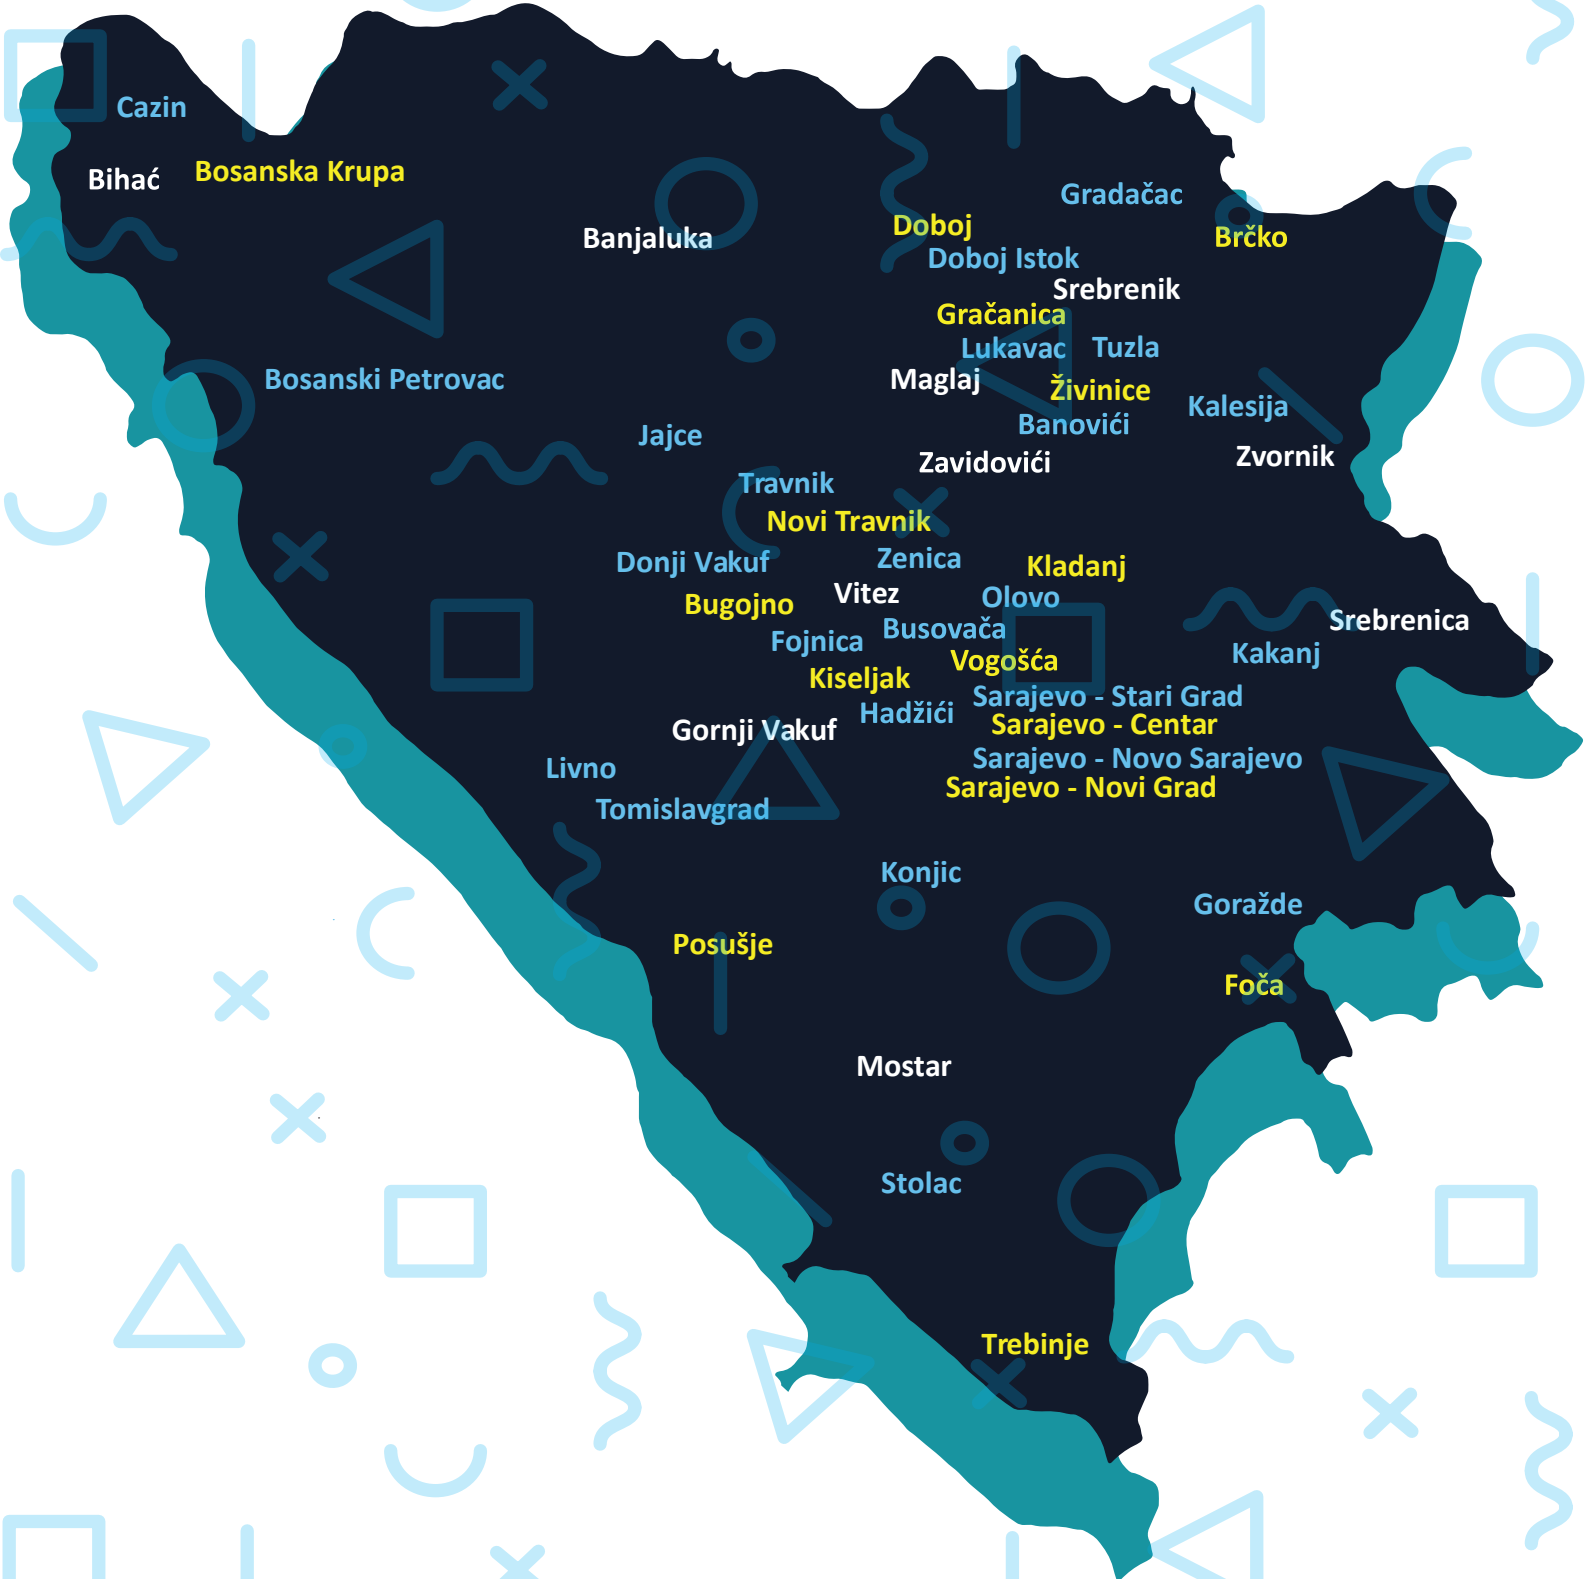 Cazin
Bosanska Krupa
Bihać
Gradačac
Doboj
Banjaluka
Brčko
Doboj Istok
Srebrenik
Gračanica
Lukavac
Tuzla
Bosanski Petrovac
Maglaj
Živinice
Kalesija
Banovići
Jajce
Zavidovići
Zvornik
Travnik
Novi Travnik
Donji Vakuf
Zenica
Kladanj
Vitez
Olovo
Bugojno
Srebrenica
Busovača
Fojnica
Kakanj
Vogošća
Kiseljak
Sarajevo - Stari Grad
Hadžići
Sarajevo - Centar
Gornji Vakuf
Sarajevo - Novo Sarajevo
Livno
Sarajevo - Novi Grad
Tomislavgrad
Konjic
Goražde
Posušje
Foča
Mostar
Stolac
Trebinje